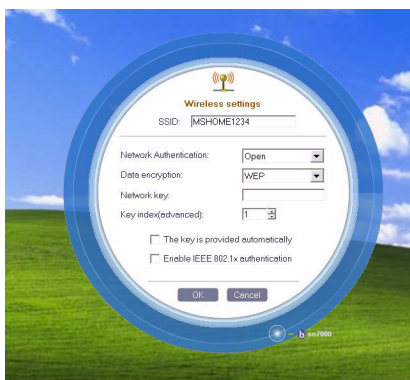 Wireless settings
SSID: MSHOME1234
Network Authentication: Open
Data encryption: WEP
Network key:
Key index(advanced): 1
The key is provided automatically
Enable IEEE 802.1x authentication
OK Cancel